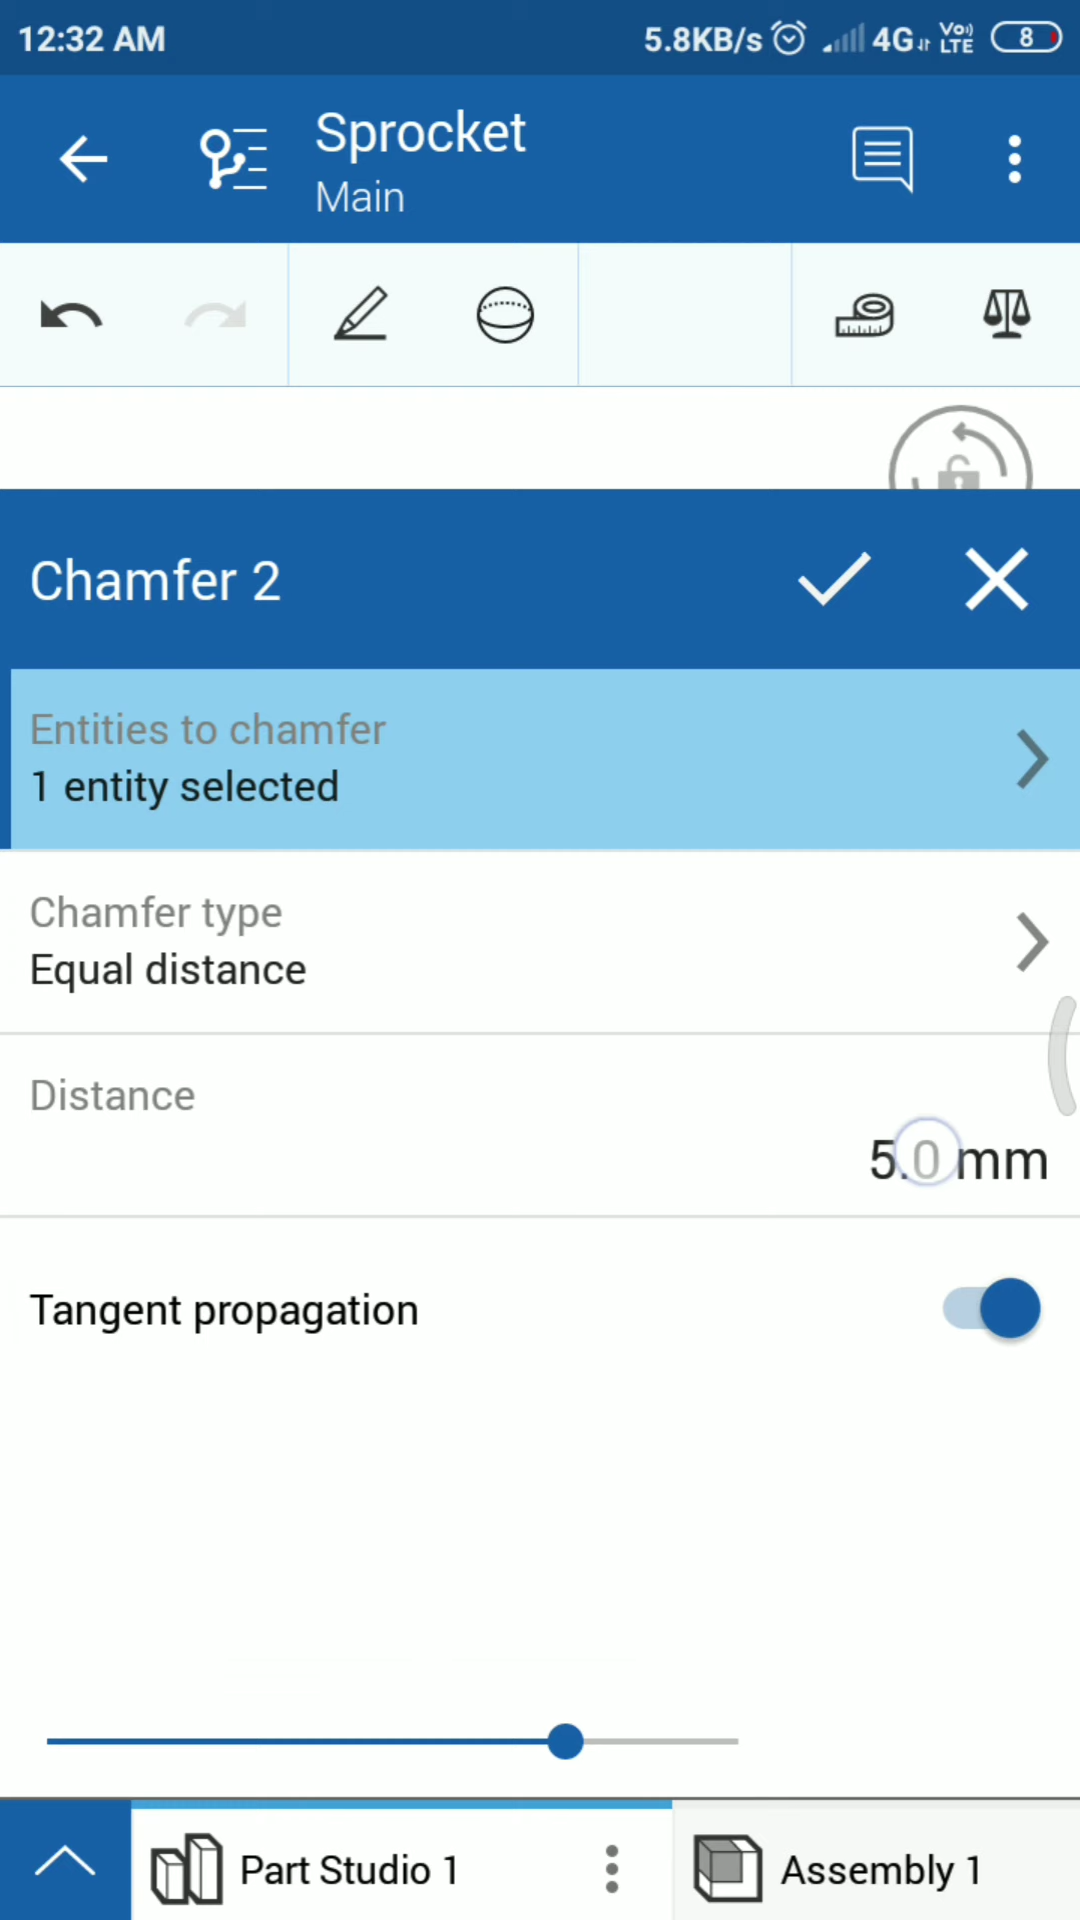 12:32 AM 5.8KB/s 4G Vo)) LTE 8
Sprocket
Main
Chamfer 2
Entities to chamfer
1 entity selected
Chamfer type
Equal distance
Distance
5.0 mm
Tangent propagation
Part Studio 1
Assembly 1